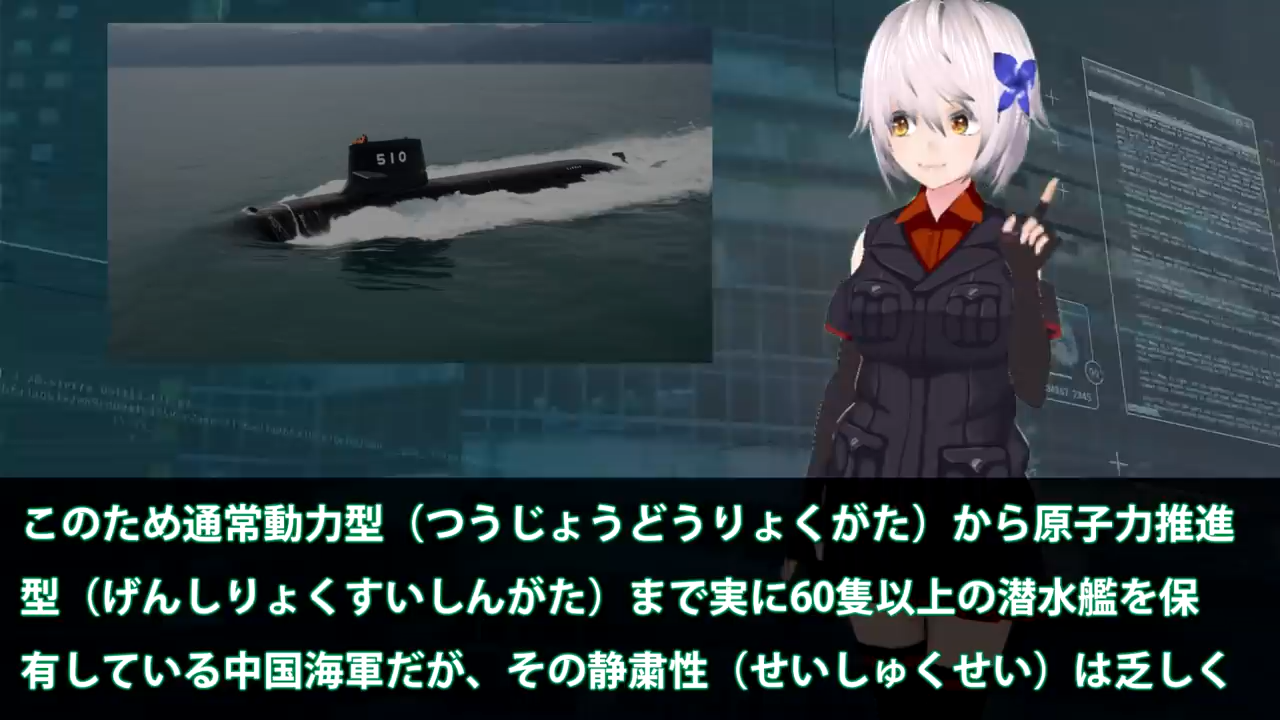 510
このため通常動力型（つうじょうどうりょくがた）から原子力推進
型（げんしりょくすいしんがた）まで実に60隻以上の潜水艦を保
有している中国海軍だが、その静粛性（せいしゅくせい）は乏しく